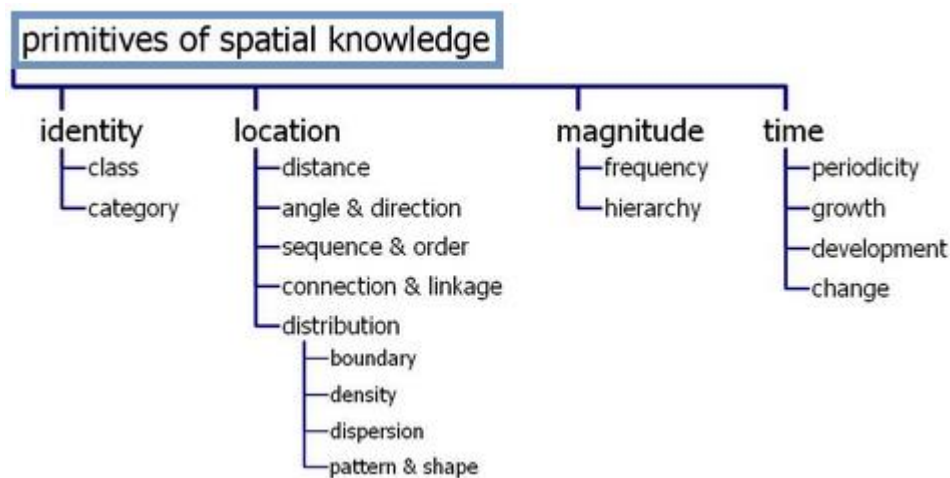 primitives of spatial knowledge
identity
class
category
location
distance
angle & direction
sequence & order
connection & linkage
distribution
boundary
density
dispersion
pattern & shape
magnitude
frequency
hierarchy
time
periodicity
growth
development
change